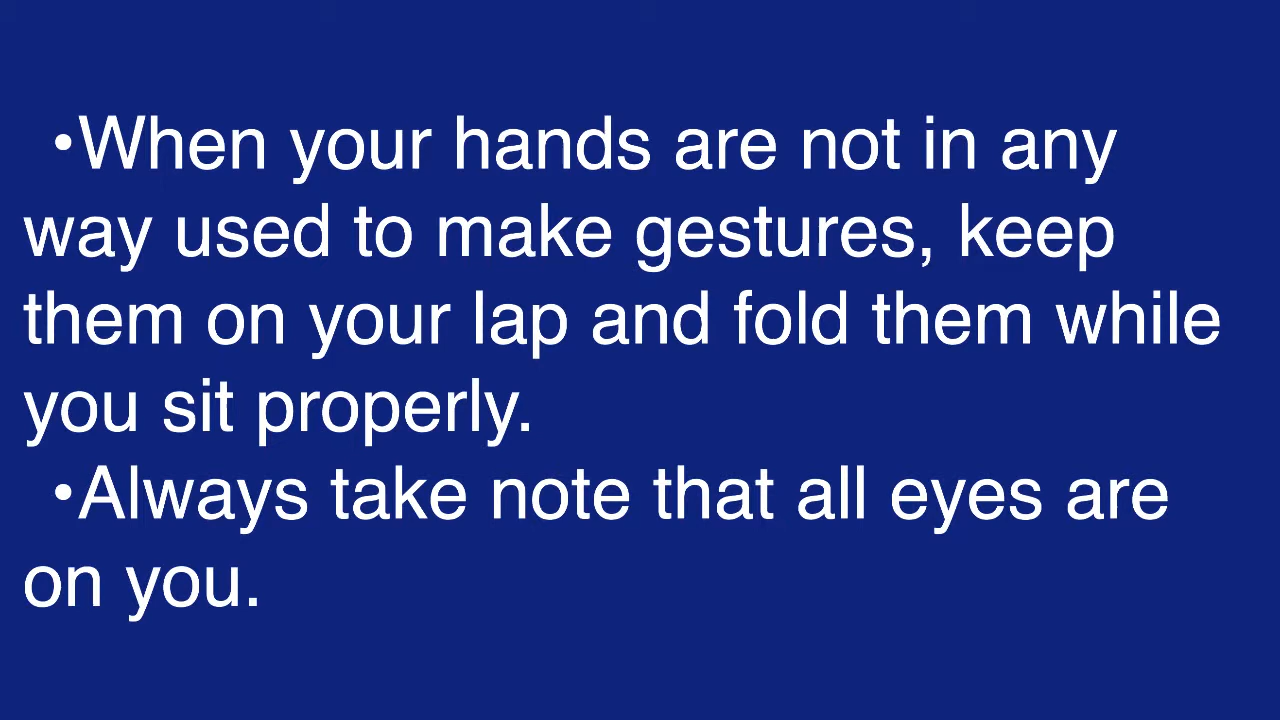 •When your hands are not in any
way used to make gestures, keep
them on your lap and fold them while
you sit properly.
•Always take note that all eyes are
on you.